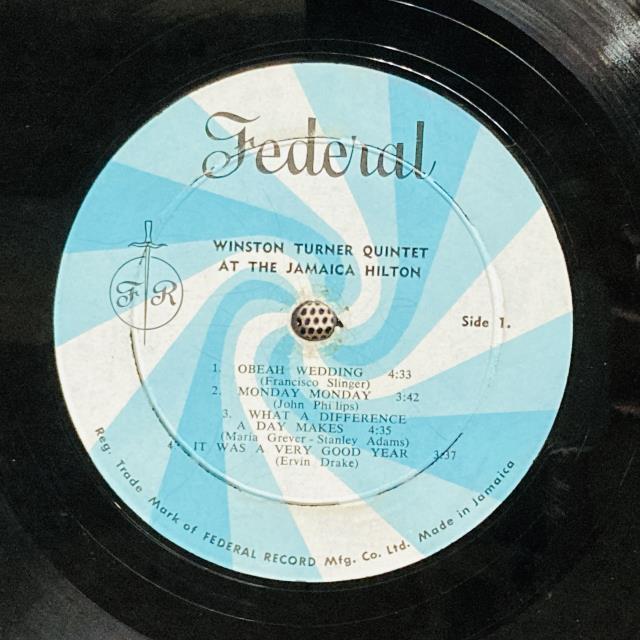 Federal
WINSTON TURNER QUINTET
AT THE JAMAICA HILTON
F R
Side 1.
1. OBEAH WEDDING 4:33
(Francisco Slinger)
2. MONDAY MONDAY 3:42
(John Phillips)
3. WHAT A DIFFERENCE
A DAY MAKES 4:35
(Maria Grever - Stanley Adams)
4. IT WAS A VERY GOOD YEAR 3:37
(Ervin Drake)
Reg. Trade Mark of FEDERAL RECORD Mfg. Co. Ltd. Made in Jamaica